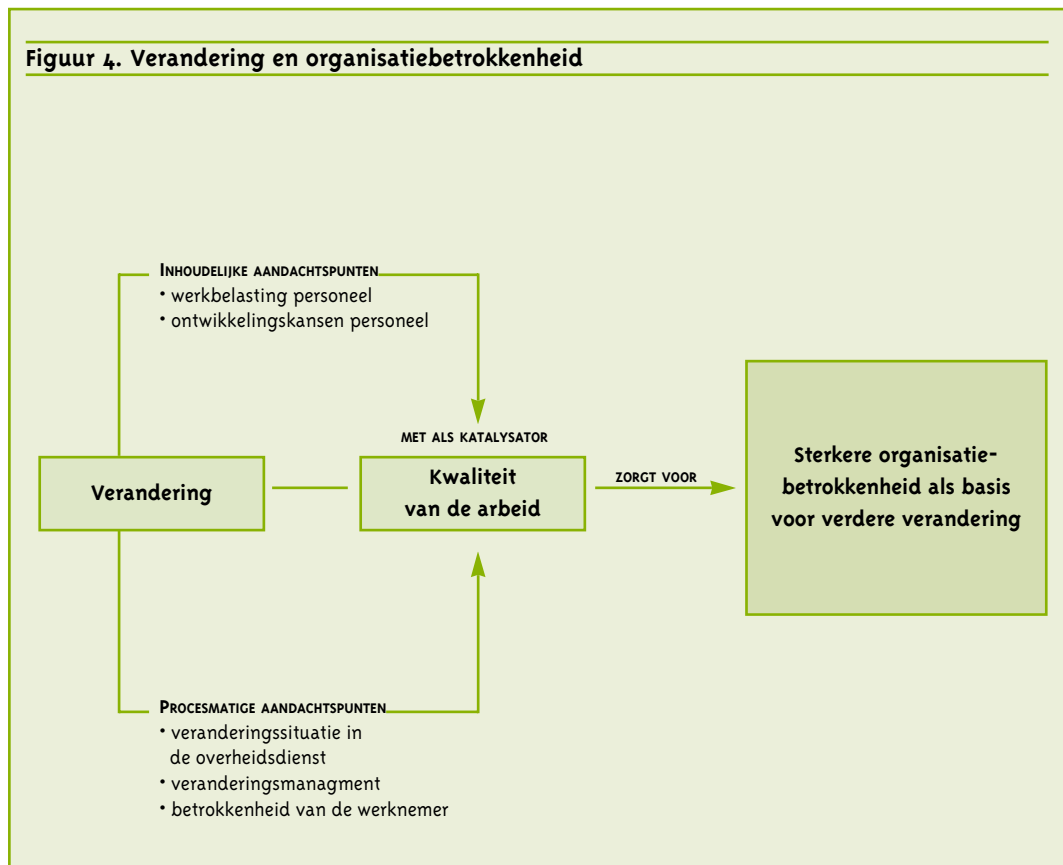 Figuur 4. Verandering en organisatiebetrokkenheid
INHOUDELIJKE AANDACHTSPUNTEN
• werkbelasting personeel
• ontwikkelingskansen personeel
MET ALS KATALYSATOR
Verandering
Kwaliteit
van de arbeid
ZORGT VOOR
Sterkere organisatie-
betrokkenheid als basis
voor verdere verandering
PROCESMATIGE AANDACHTSPUNTEN
• veranderingssituatie in
de overheidsdienst
• veranderingsmanagment
• betrokkenheid van de werknemer